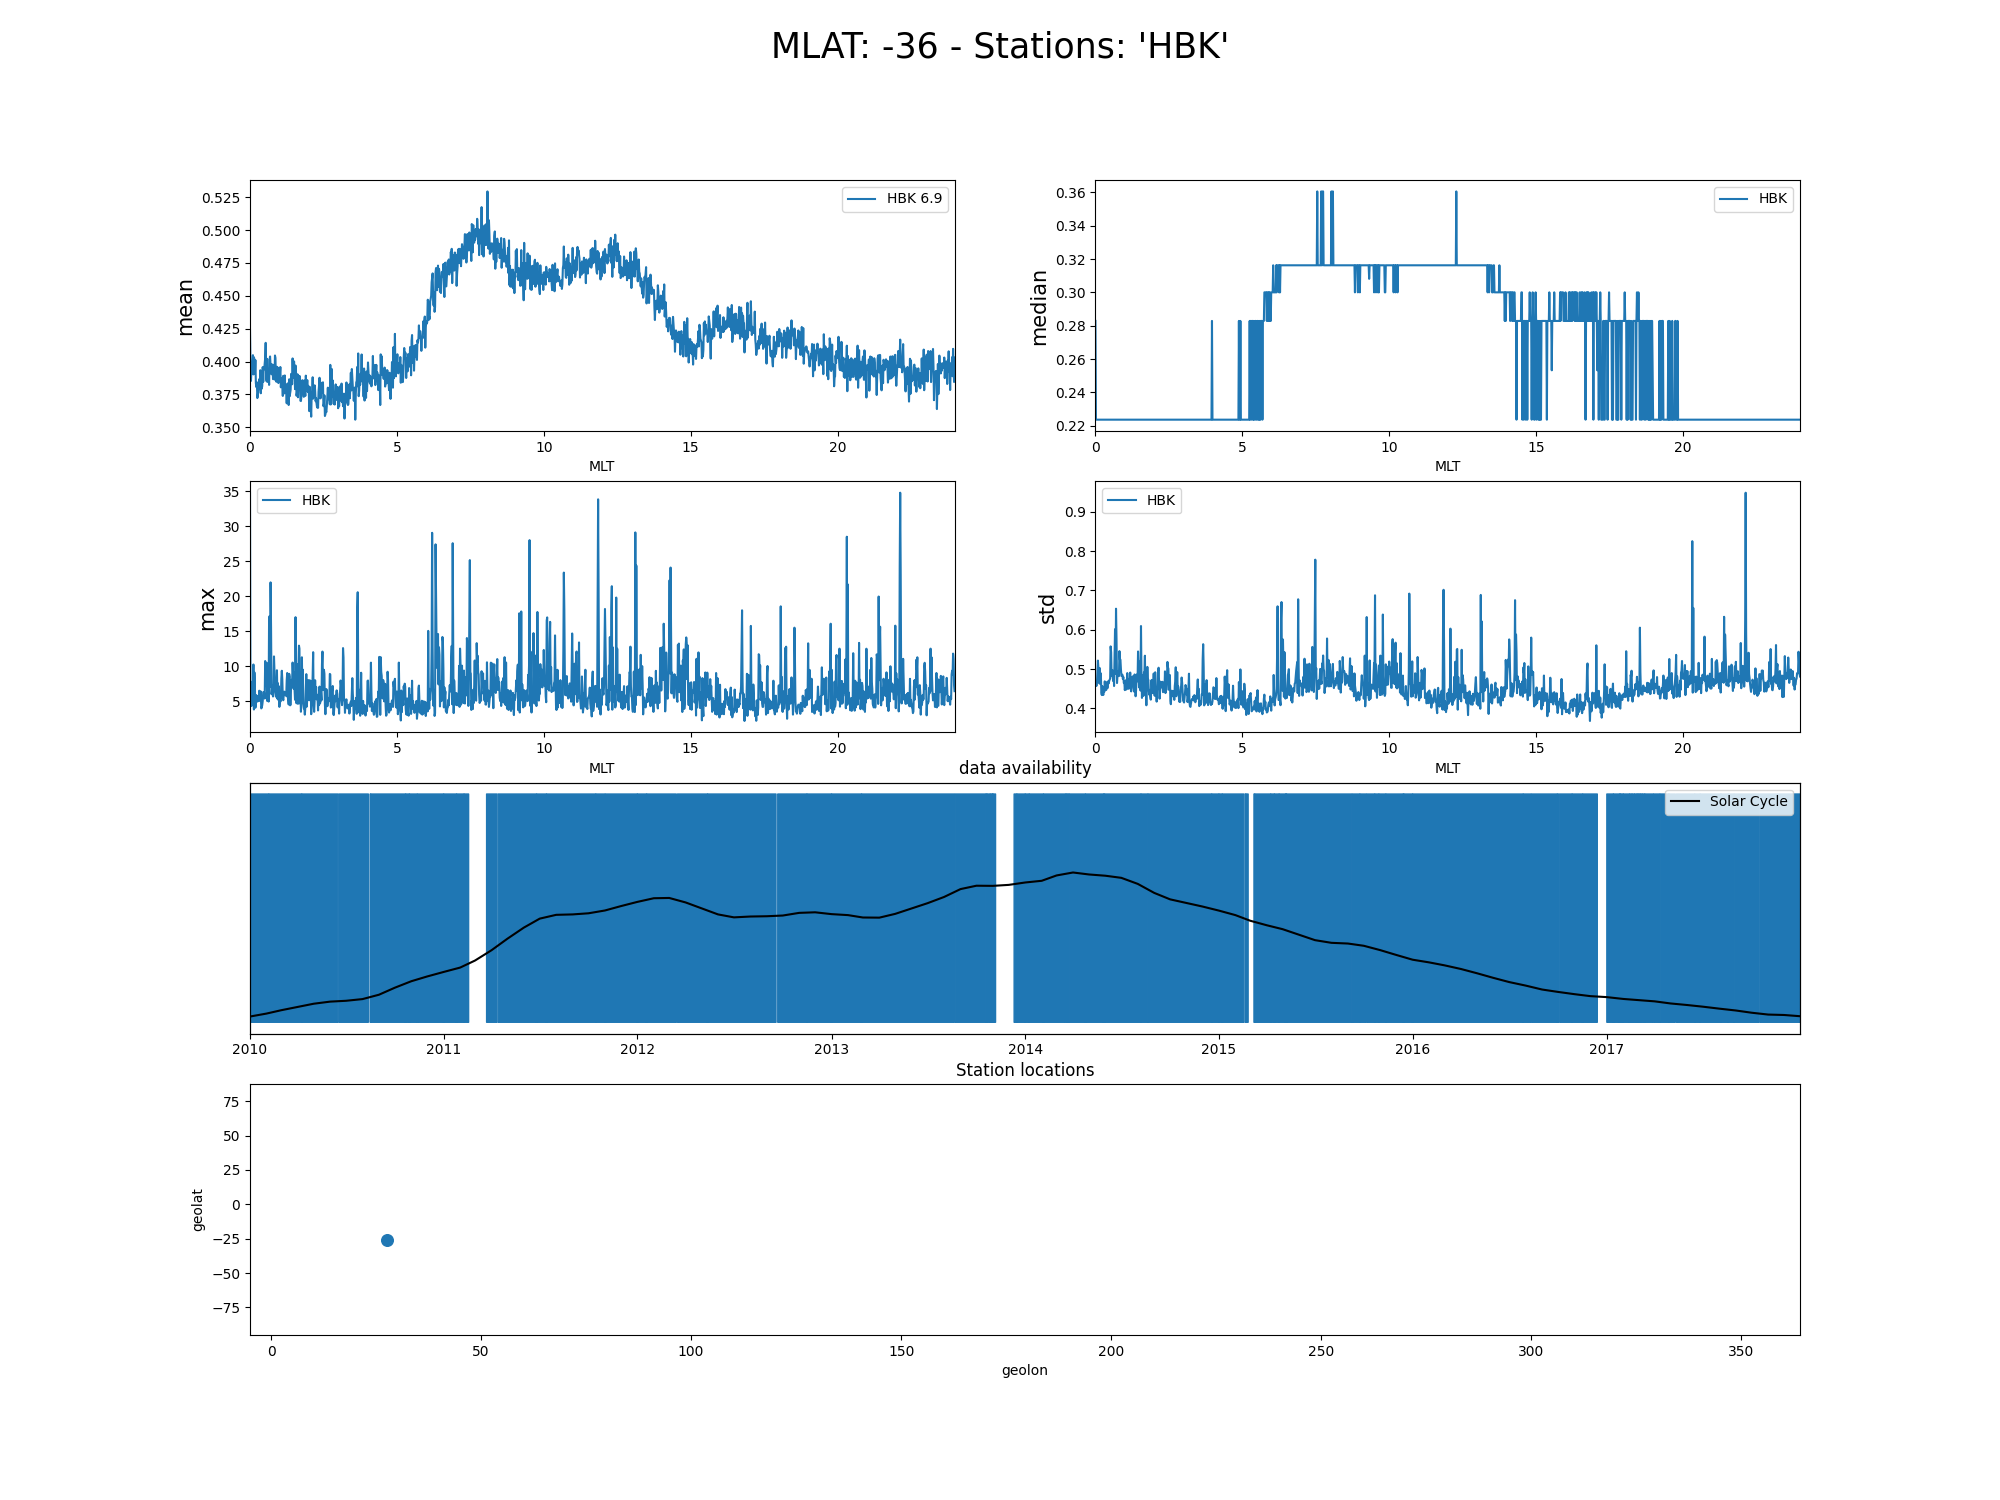 MLAT: -36 - Stations: 'HBK'
mean
0.525
0.500
0.475
0.450
0.425
0.400
0.375
0.350
HBK 6.9
0 5 10 15 20
MLT
median
0.36
0.34
0.32
0.30
0.28
0.26
0.24
0.22
HBK
0 5 10 15 20
MLT
max
35
30
25
20
15
10
5
HBK
0 5 10 15 20
MLT
std
0.9
0.8
0.7
0.6
0.5
0.4
HBK
0 5 10 15 20
MLT
data availability
Solar Cycle
2010 2011 2012 2013 2014 2015 2016 2017
Station locations
geolat
75
50
25
0
−25
−50
−75
0 50 100 150 200 250 300 350
geolon